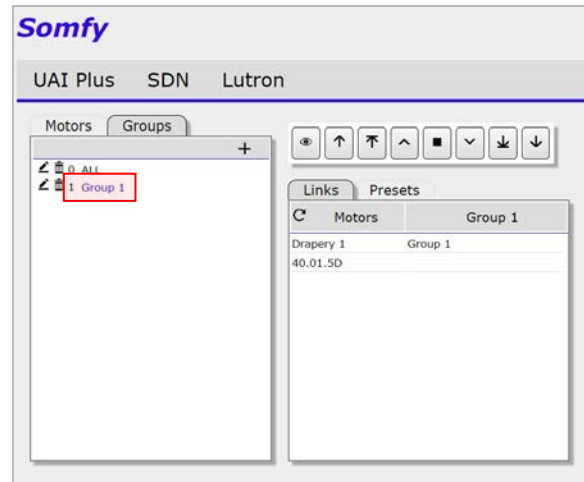 Somfy
UAI Plus SDN Lutron
Motors Groups
+
0 ALL
1 Group 1
Links Presets
Motors Group 1
Drapery 1 Group 1
40.01.5D